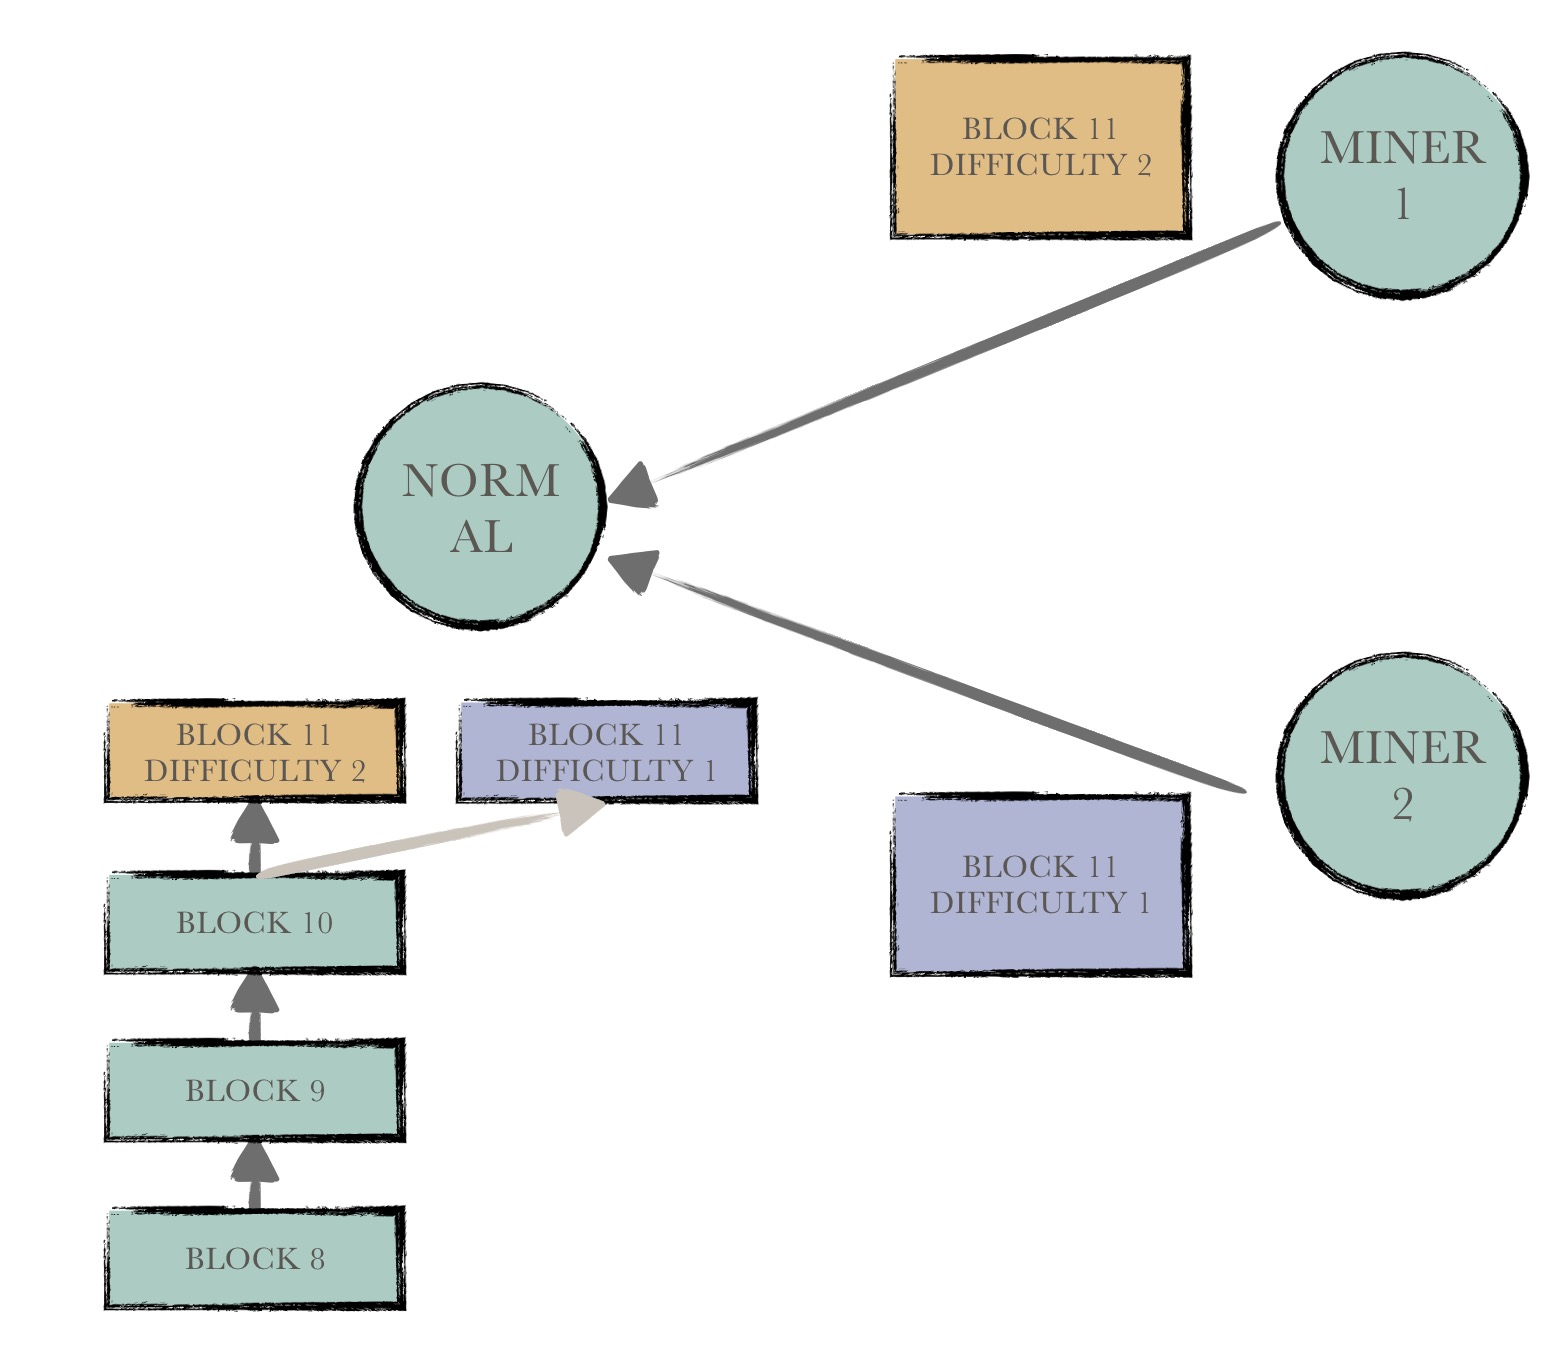 BLOCK 11
DIFFICULTY 2
MINER
1
NORM
AL
BLOCK 11
DIFFICULTY 2
BLOCK 11
DIFFICULTY 1
MINER
2
BLOCK 11
DIFFICULTY 1
BLOCK 10
BLOCK 9
BLOCK 8